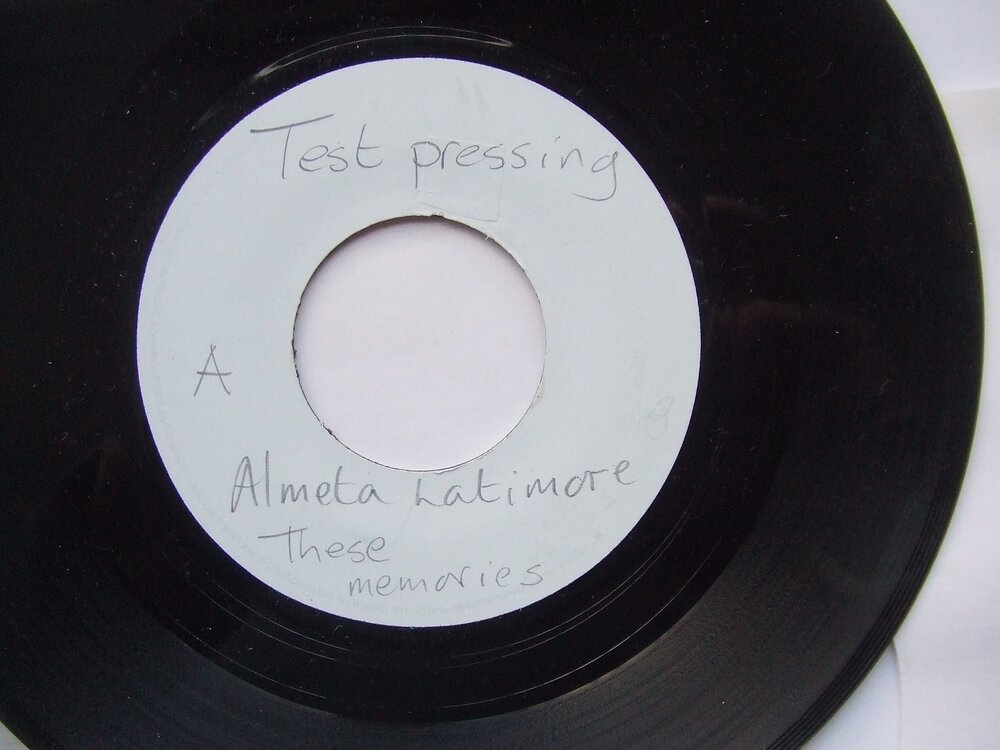 Test pressing
A
Almeta Latimore
These
memories